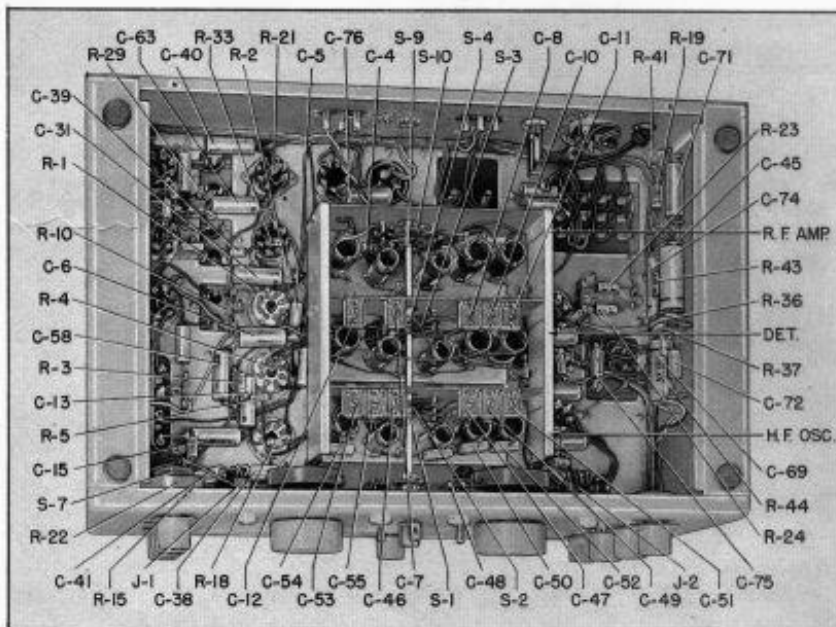 C-63 R-33 R-21 C-76 S-9 S-4 C-8 C-11 R-19
R-29 C-40 R-2 C-5 C-4 S-10 S-3 C-10 R-41 C-71
C-39
C-31
R-1
R-10
C-6
R-4
C-58
R-3
C-13
R-5
C-15
S-7
R-22
R-23
C-45
C-74
R.F. AMP.
R-43
R-36
DET.
R-37
C-72
H.F. OSC.
C-69
R-44
R-24
C-41 J-1 R-18 C-54 C-55 C-7 C-48 C-50 C-52 J-2 C-75
R-15 C-38 C-12 C-53 C-46 S-1 S-2 C-47 C-49 C-51